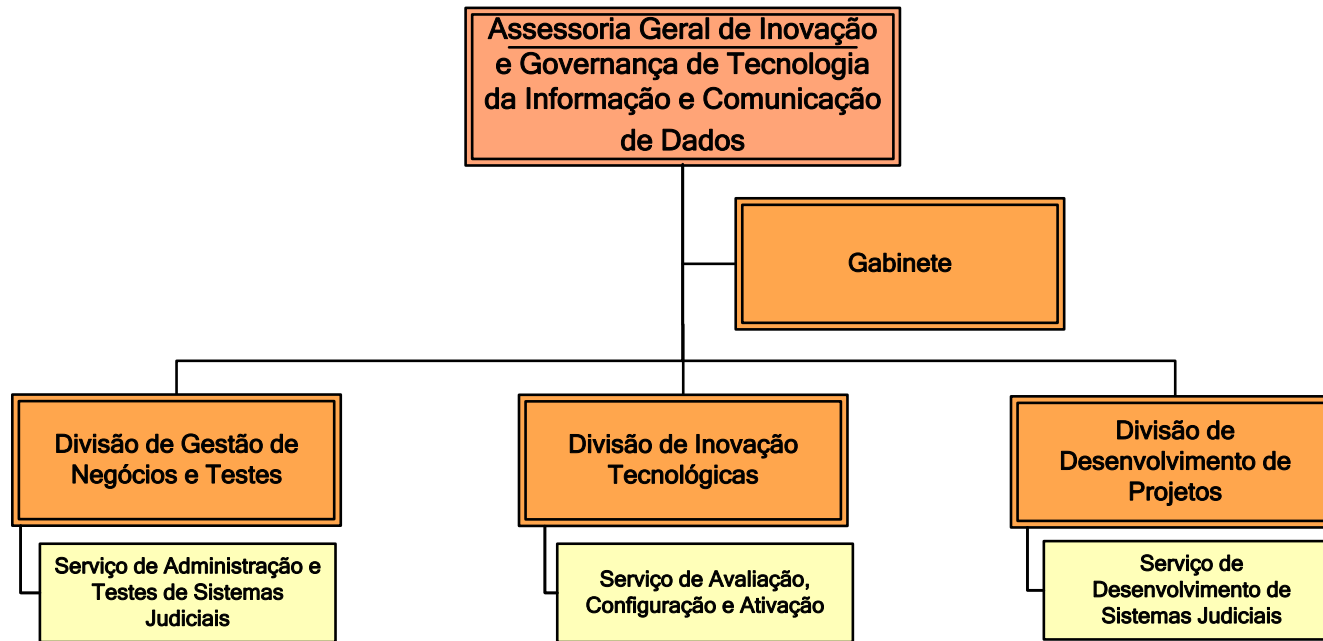 Assessoria Geral de Inovação
e Governança de Tecnologia
da Informação e Comunicação
de Dados
Gabinete
Divisão de Gestão de
Negócios e Testes
Divisão de Inovação
Tecnológicas
Divisão de
Desenvolvimento de
Projetos
Serviço de Administração e
Testes de Sistemas
Judiciais
Serviço de Avaliação,
Configuração e Ativação
Serviço de
Desenvolvimento de
Sistemas Judiciais